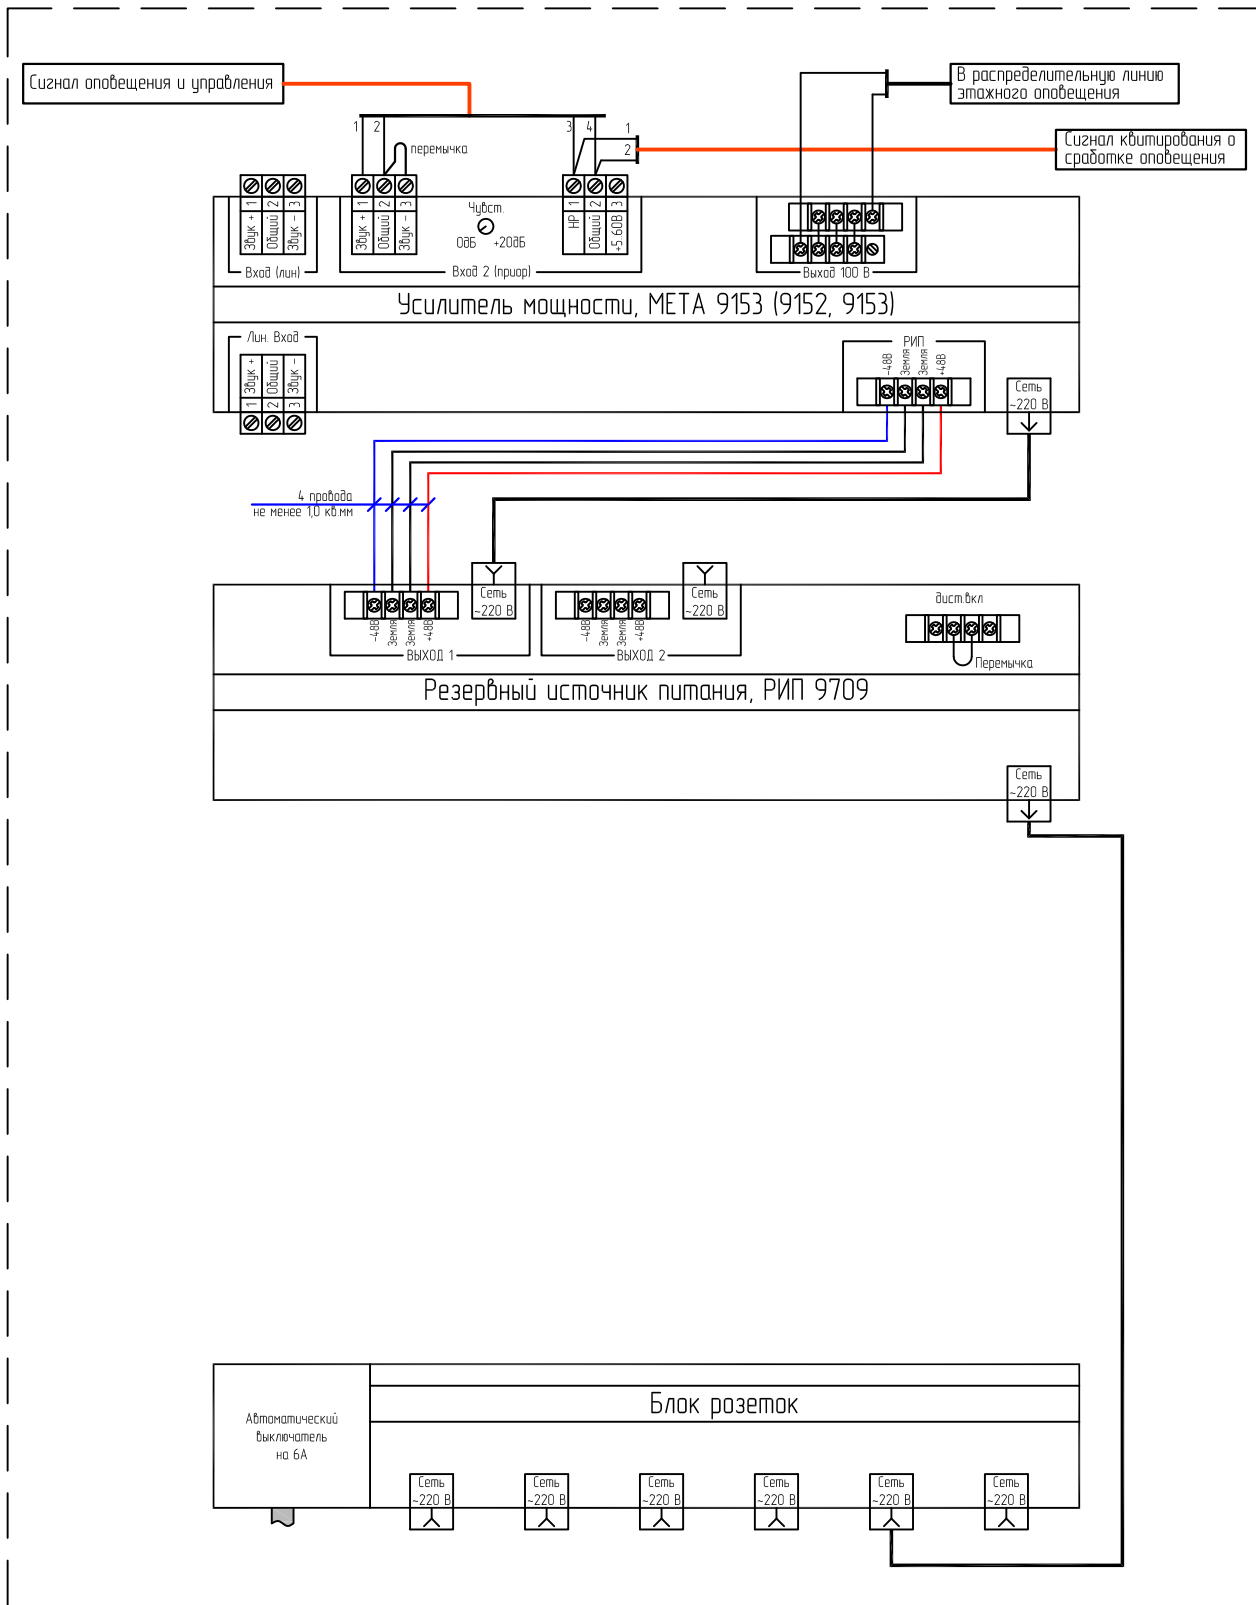 Сигнал оповещения и управления
В распределительную линию
этажного оповещения
Сигнал квитирования о
сработке оповещения
1
2
3
4
1
2
перемычка
1
2
3
Звук +
Общий
Звук -
Вход (лин)
1
2
3
Звук +
Общий
Звук -
Чувст.
0дБ
+20дБ
1
2
3
НР
Общий
+5.60В
Вход 2 (приор)
Выход 100 В
Усилитель мощности, МЕТА 9153 (9152, 9153)
Лин. Вход
Звук +
Общий
Звук -
1
2
3
РИП
-48В
Земля
Земля
+48В
Сеть
~220 В
4 провода
не менее 1,0 кв.мм
Сеть
~220 В
-48В
Земля
Земля
+48В
ВЫХОД 1
Сеть
~220 В
-48В
Земля
Земля
+48В
ВЫХОД 2
дист.вкл
Перемычка
Резервный источник питания, РИП 9709
Сеть
~220 В
Блок розеток
Автоматический
выключатель
на 6А
Сеть
~220 В
Сеть
~220 В
Сеть
~220 В
Сеть
~220 В
Сеть
~220 В
Сеть
~220 В